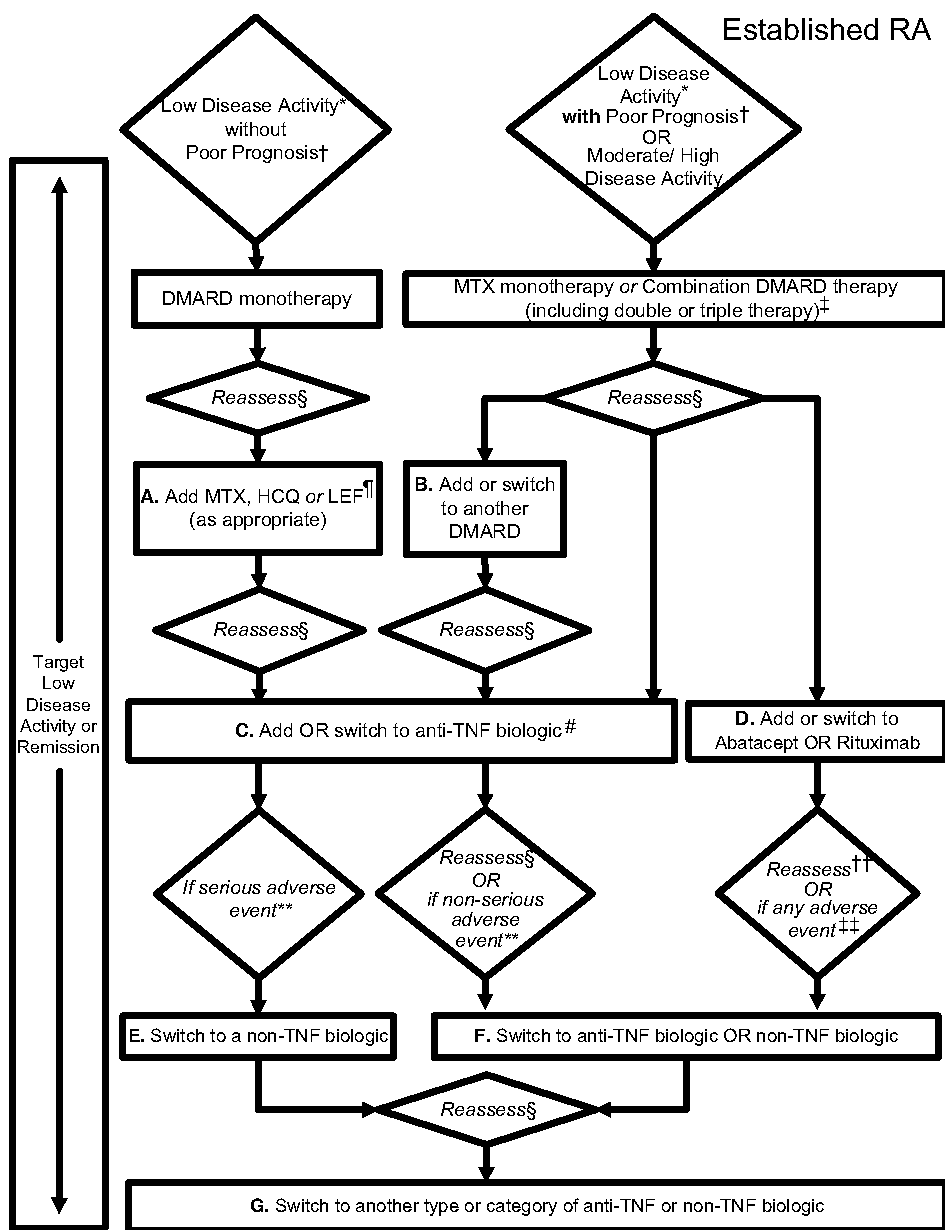 Established RA
Low Disease Activity*
without
Poor Prognosis†
Low Disease
Activity*
with Poor Prognosis†
OR
Moderate/ High
Disease Activity
DMARD monotherapy
MTX monotherapy or Combination DMARD therapy
(including double or triple therapy)‡
Reassess§
Reassess§
A. Add MTX, HCQ or LEF¶
(as appropriate)
B. Add or switch
to another
DMARD
Reassess§
Reassess§
Target
Low
Disease
Activity or
Remission
C. Add OR switch to anti-TNF biologic#
D. Add or switch to
Abatacept OR Rituximab
If serious adverse
event**
Reassess§
OR
if non-serious
adverse
event**
Reassess††
OR
if any adverse
event‡‡
E. Switch to a non-TNF biologic
F. Switch to anti-TNF biologic OR non-TNF biologic
Reassess§
G. Switch to another type or category of anti-TNF or non-TNF biologic